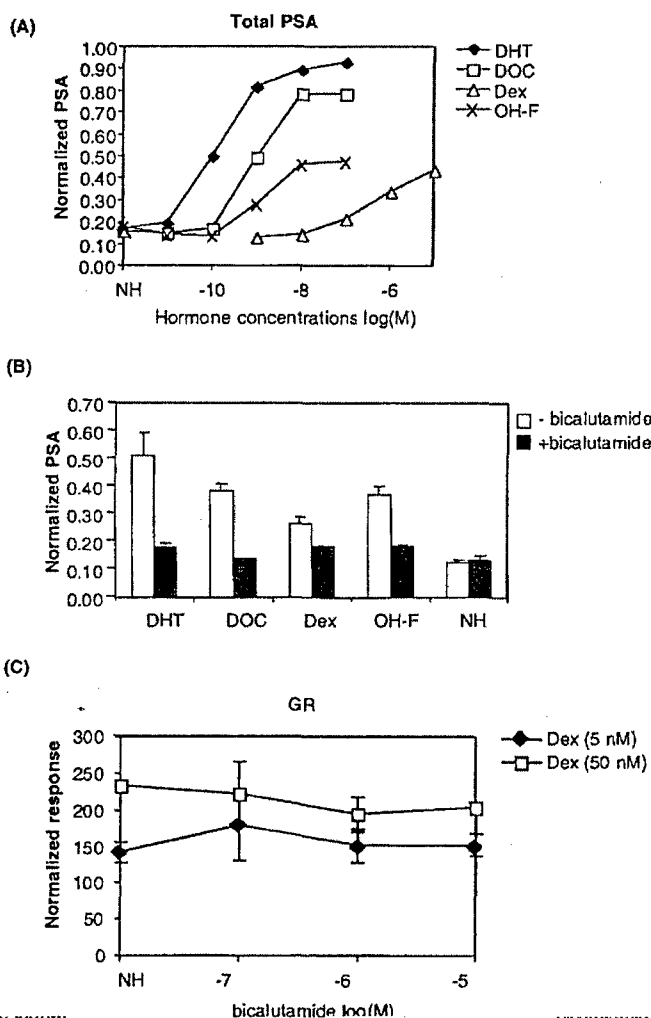 (A)
Total PSA
Normalized PSA
1.00
0.90
0.80
0.70
0.60
0.50
0.40
0.30
0.20
0.10
0.00
NH
-10
-8
-6
Hormone concentrations log(M)
DHT
DOC
Dex
OH-F
(B)
Normalized PSA
0.70
0.60
0.50
0.40
0.30
0.20
0.10
0.00
DHT
DOC
Dex
OH-F
NH
- bicalutamide
+bicalutamide
(C)
GR
Normalized response
300
250
200
150
100
50
0
NH
-7
-6
-5
bicalutamide log(M)
Dex (5 nM)
Dex (50 nM)